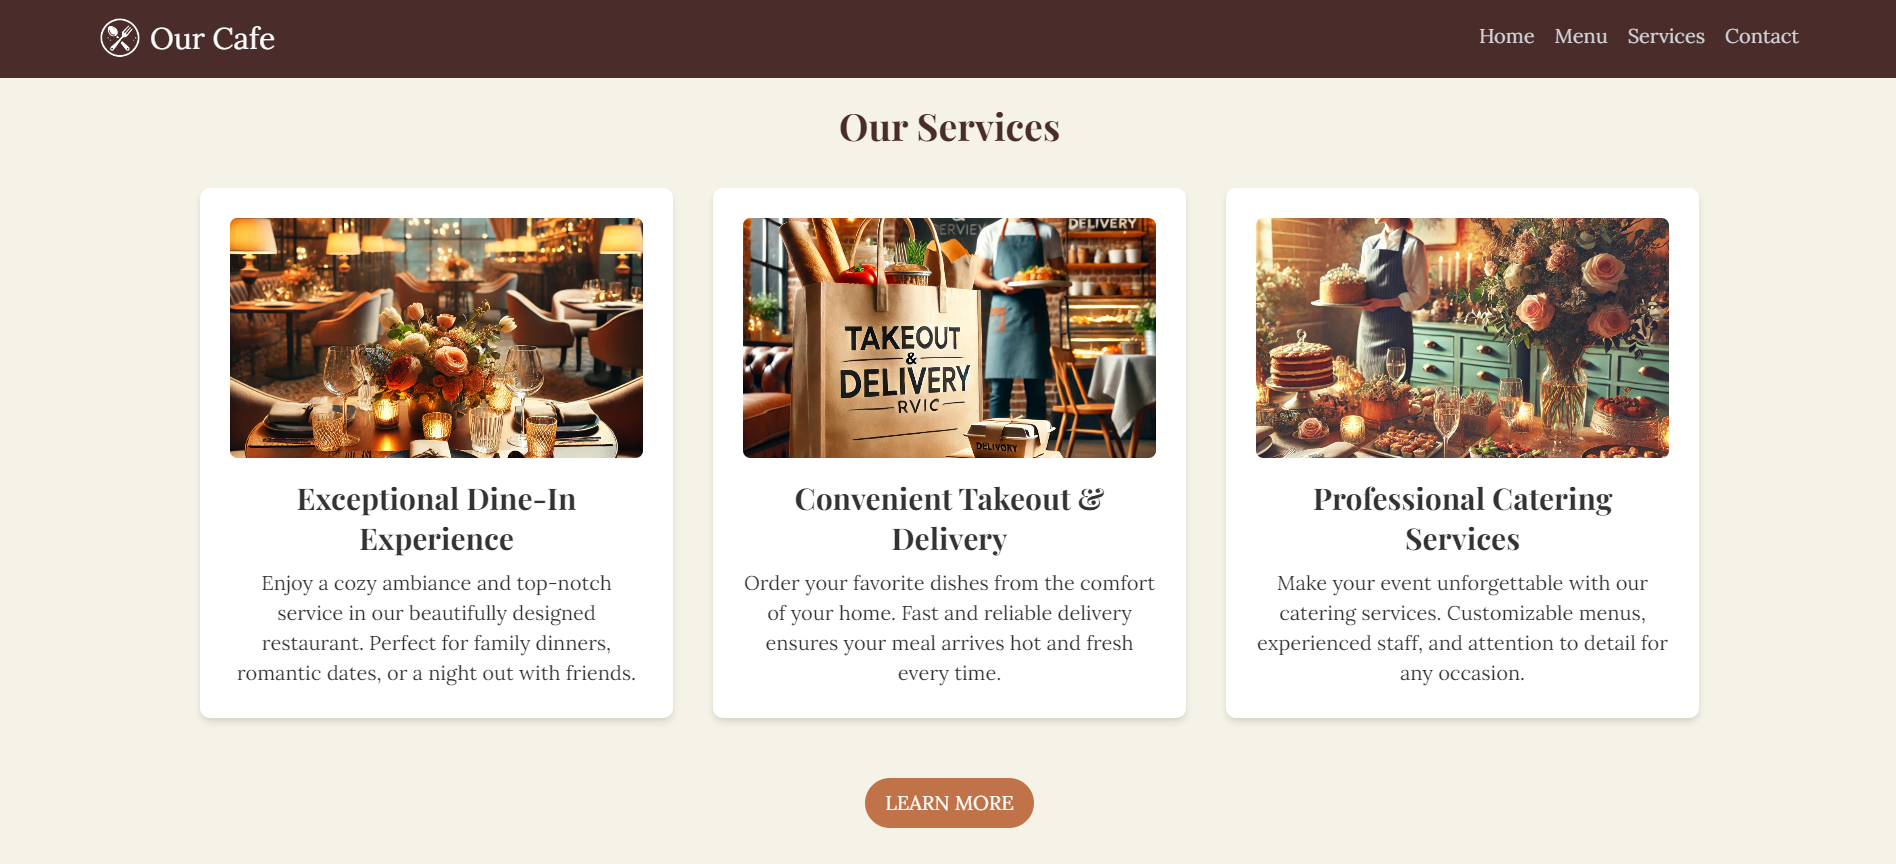 Our Cafe
Home Menu Services Contact
Our Services
DELIVERY
TAKEOUT
&
DELIVERY
RVIC
DELIVORY
Exceptional Dine-In
Experience
Enjoy a cozy ambiance and top-notch
service in our beautifully designed
restaurant. Perfect for family dinners,
romantic dates, or a night out with friends.
Convenient Takeout &
Delivery
Order your favorite dishes from the comfort
of your home. Fast and reliable delivery
ensures your meal arrives hot and fresh
every time.
Professional Catering
Services
Make your event unforgettable with our
catering services. Customizable menus,
experienced staff, and attention to detail for
any occasion.
LEARN MORE